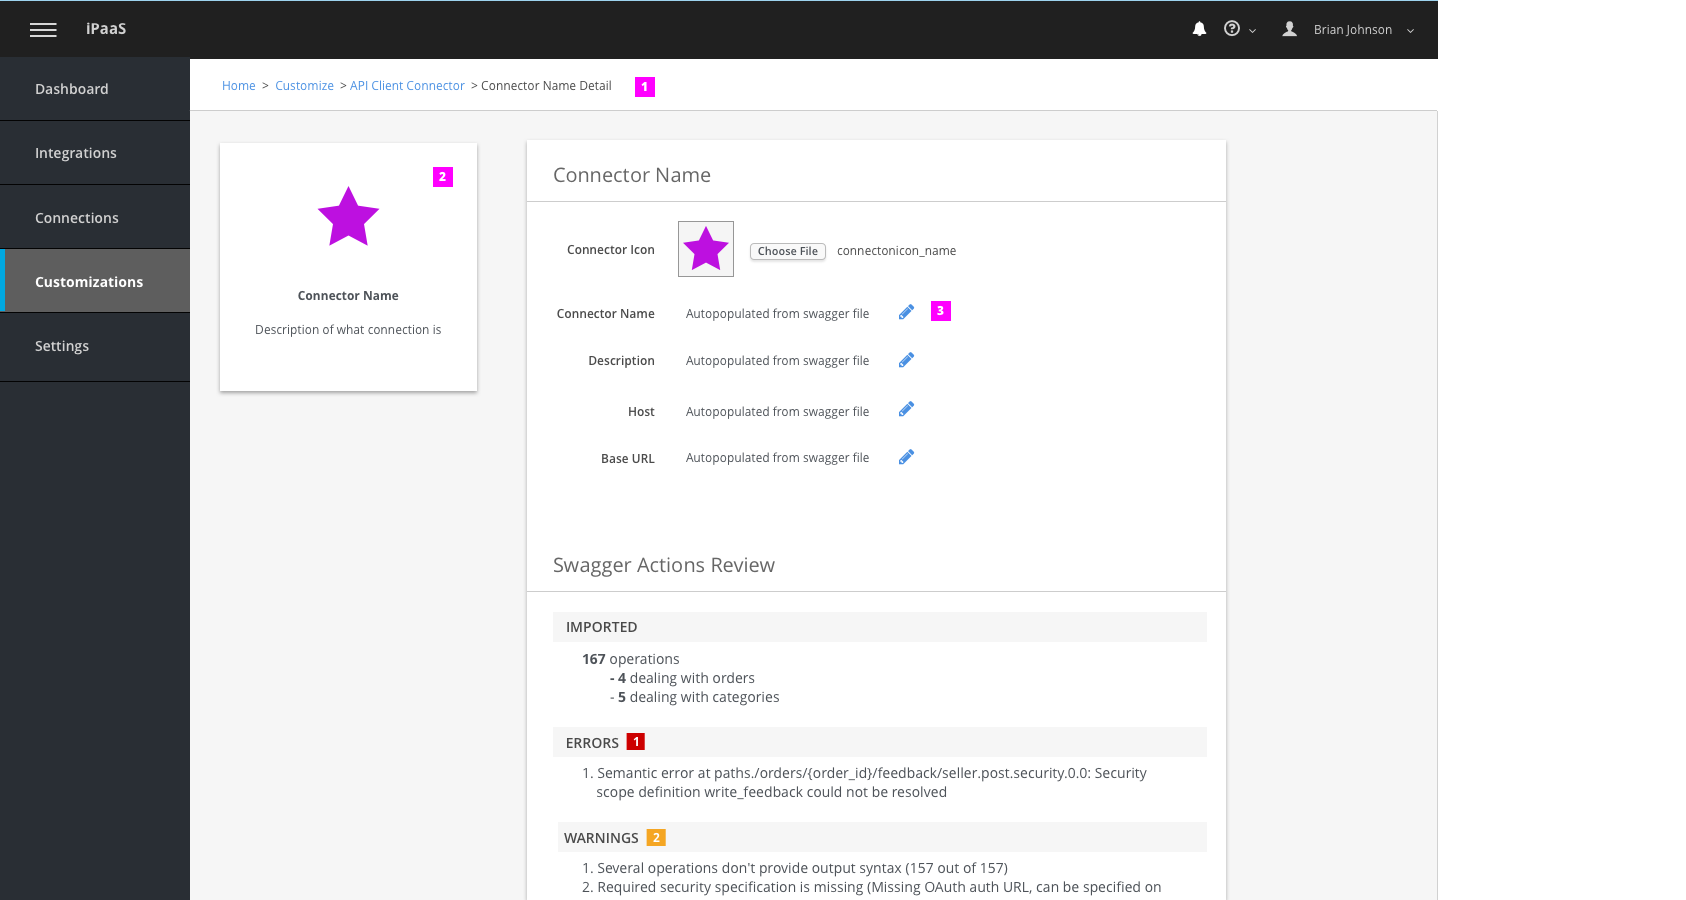 iPaaS
Brian Johnson
Dashboard
Integrations
Connections
Customizations
Settings
Home > Customize > API Client Connector > Connector Name Detail 1
2
Connector Name
Description of what connection is
Connector Name
Connector Icon Choose File connectonicon_name
Connector Name Autopopulated from swagger file 3
Description Autopopulated from swagger file
Host Autopopulated from swagger file
Base URL Autopopulated from swagger file
Swagger Actions Review
IMPORTED
167 operations
- 4 dealing with orders
- 5 dealing with categories
ERRORS 1
1. Semantic error at paths./orders/{order_id}/feedback/seller.post.security.0.0: Security
scope definition write_feedback could not be resolved
WARNINGS 2
1. Several operations don't provide output syntax (157 out of 157)
2. Required security specification is missing (Missing OAuth auth URL, can be specified on